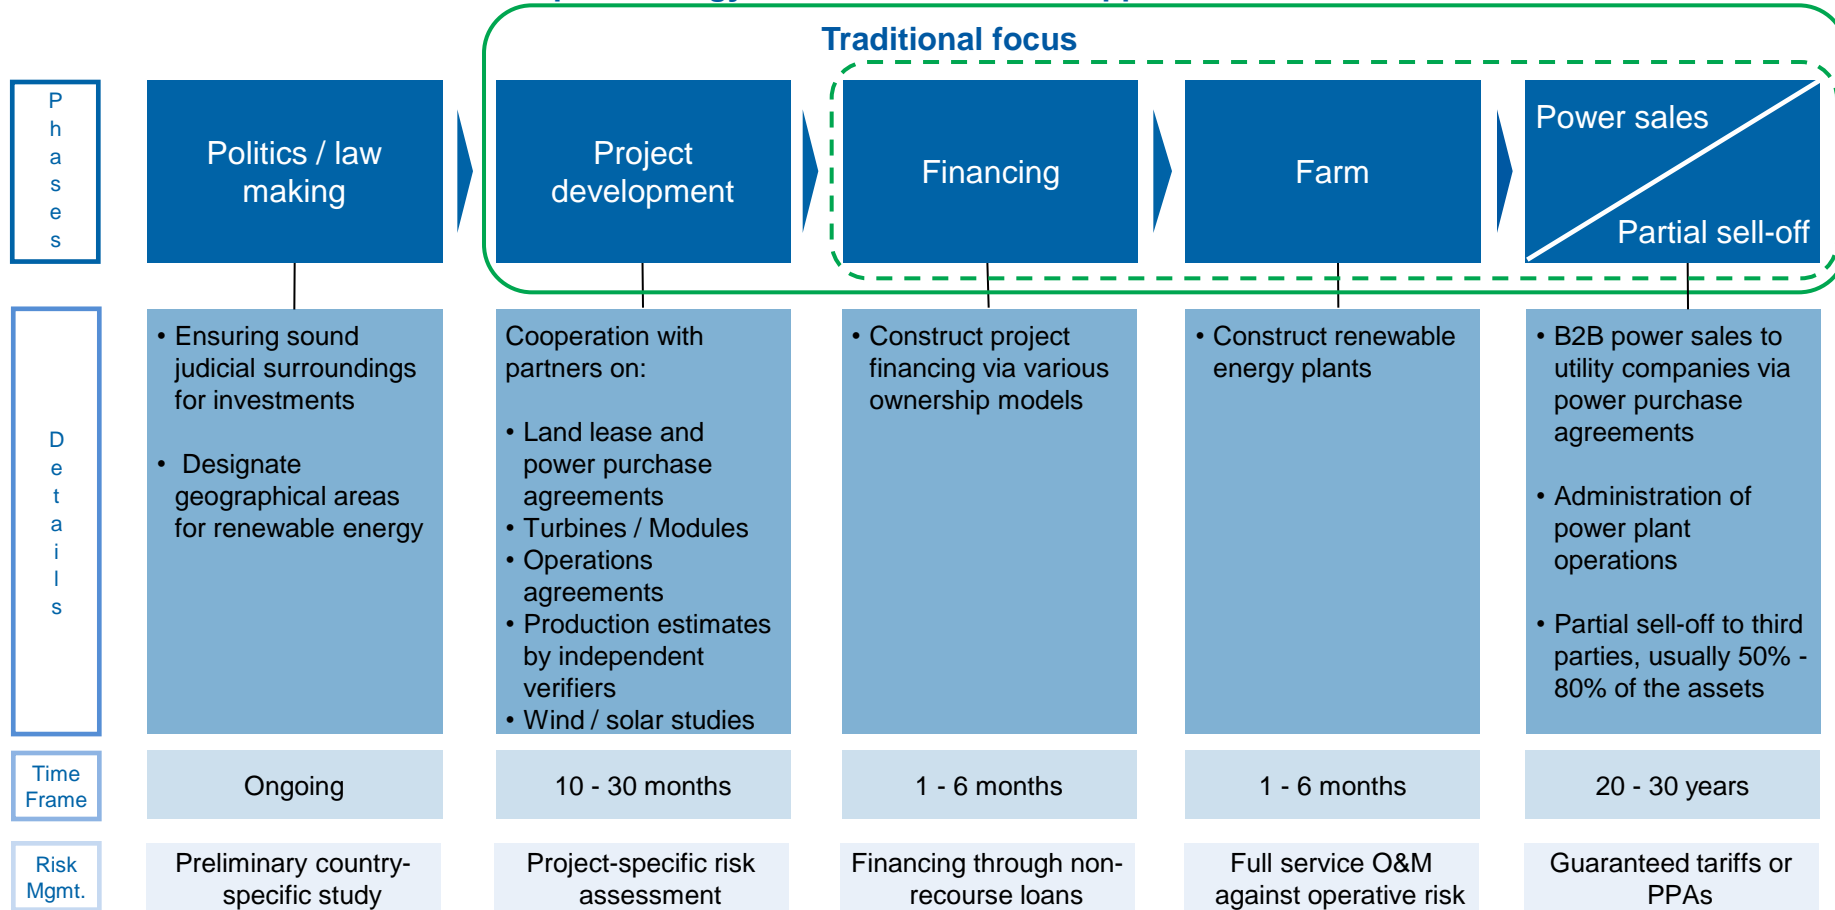 Traditional focus
Phases
Politics / law
making
Project
development
Financing
Farm
Power sales
Partial sell-off
Details
• Ensuring sound
judicial surroundings
for investments
• Designate
geographical areas
for renewable energy
Cooperation with
partners on:
• Land lease and
power purchase
agreements
• Turbines / Modules
• Operations
agreements
• Production estimates
by independent
verifiers
• Wind / solar studies
• Construct project
financing via various
ownership models
• Construct renewable
energy plants
• B2B power sales to
utility companies via
power purchase
agreements
• Administration of
power plant
operations
• Partial sell-off to third
parties, usually 50% -
80% of the assets
Time
Frame
Ongoing
10 - 30 months
1 - 6 months
1 - 6 months
20 - 30 years
Risk
Mgmt.
Preliminary country-
specific study
Project-specific risk
assessment
Financing through non-
recourse loans
Full service O&M
against operative risk
Guaranteed tariffs or
PPAs